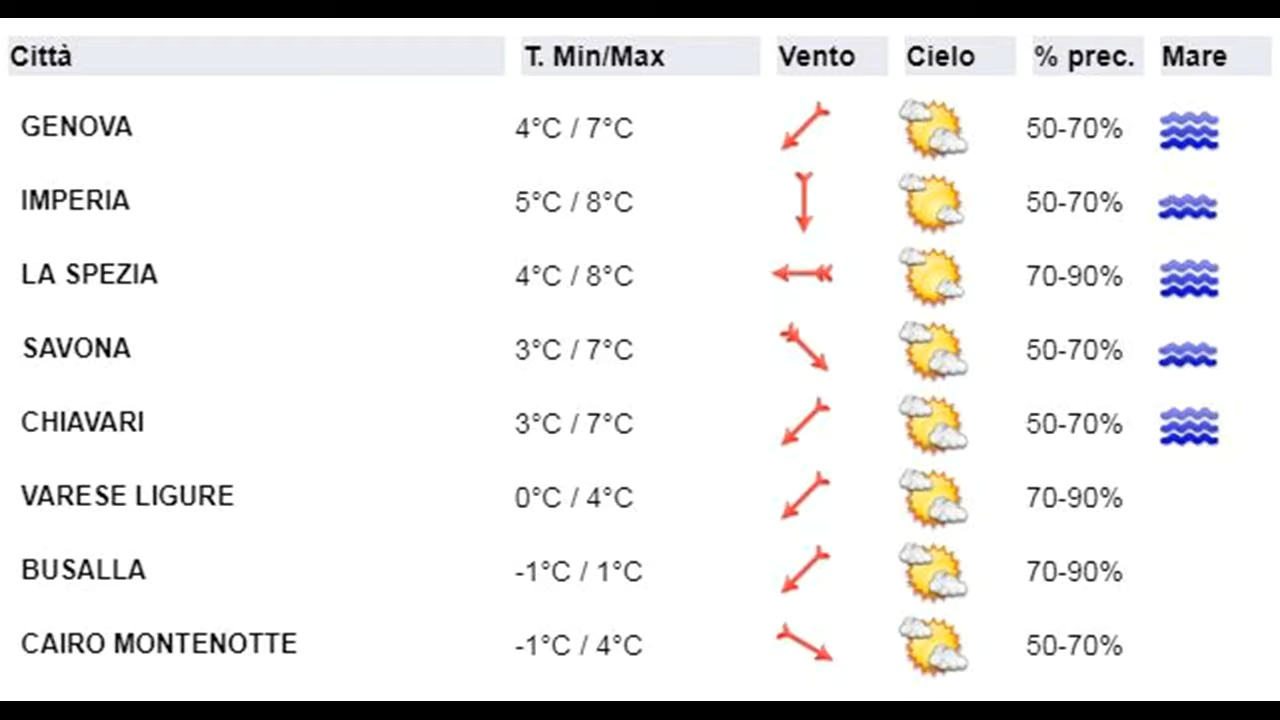 Città T. Min/Max Vento Cielo % prec. Mare
GENOVA 4°C / 7°C 50-70%
IMPERIA 5°C / 8°C 50-70%
LA SPEZIA 4°C / 8°C 70-90%
SAVONA 3°C / 7°C 50-70%
CHIAVARI 3°C / 7°C 50-70%
VARESE LIGURE 0°C / 4°C 70-90%
BUSALLA -1°C / 1°C 70-90%
CAIRO MONTENOTTE -1°C / 4°C 50-70%